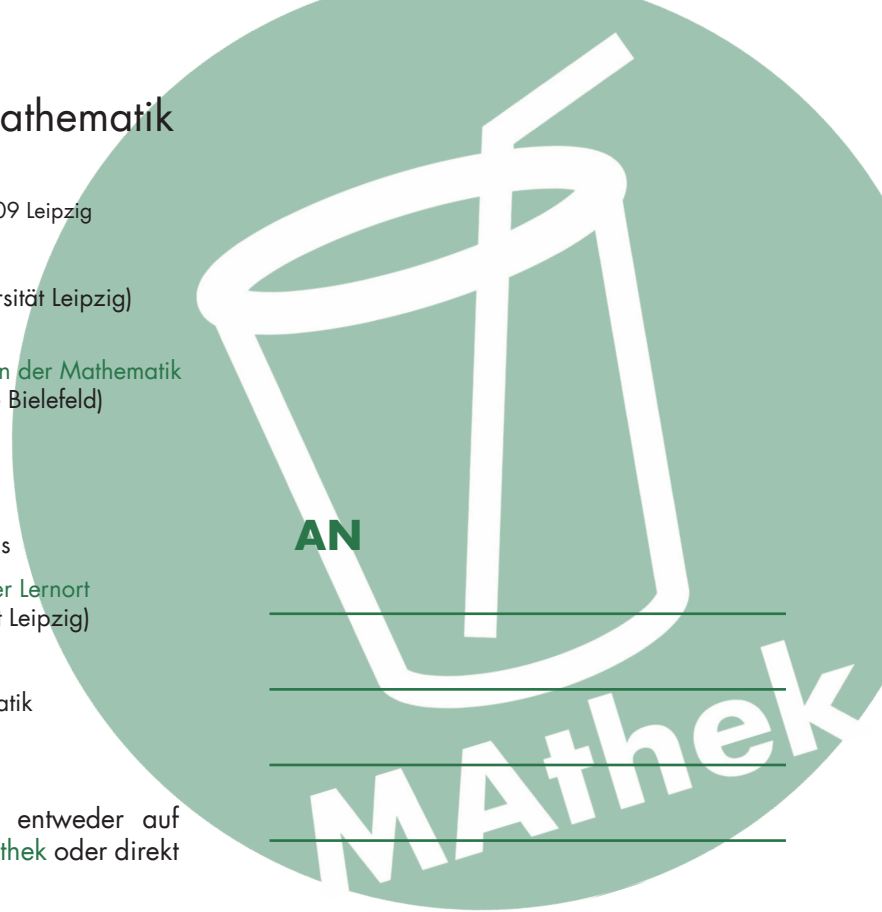 athematik
09 Leipzig
rsität Leipzig)
n der Mathematik
Bielefeld)
s
er Lernort
t Leipzig)
atik
entweder auf
thek oder direkt
AN
MAthek